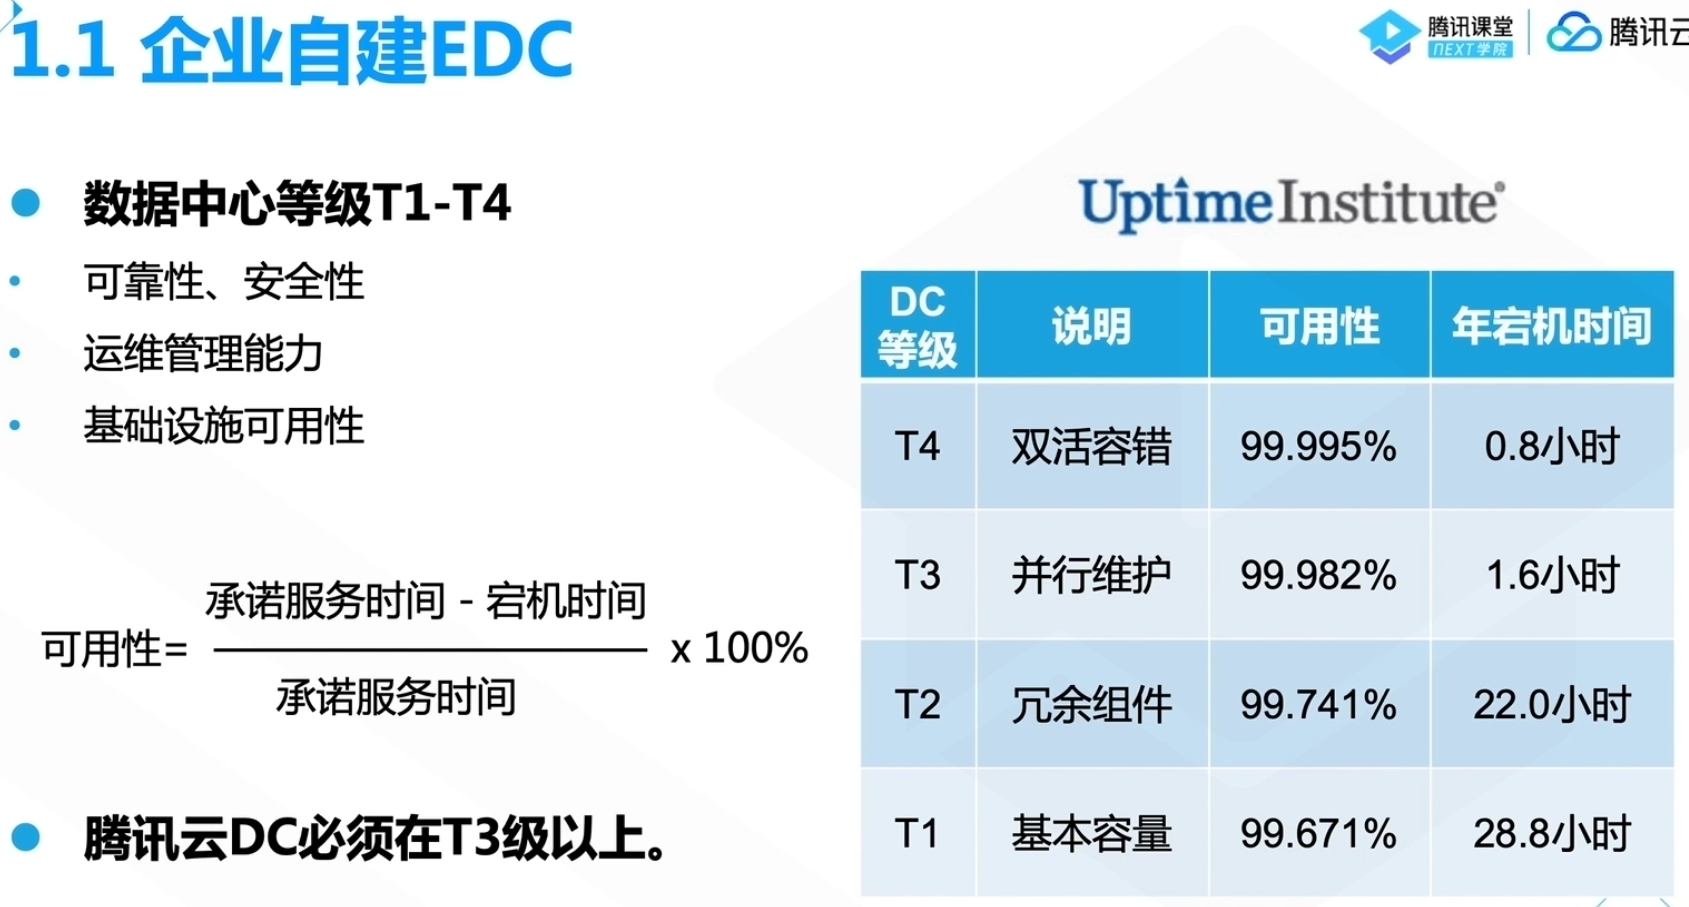 1.1 企业自建EDC
腾讯课堂
NEXT学院
腾讯云
数据中心等级T1-T4
可靠性、安全性
运维管理能力
基础设施可用性
可用性=
承诺服务时间 - 宕机时间
承诺服务时间
x 100%
腾讯云DC必须在T3级以上。
Uptime Institute®
DC等级 说明 可用性 年宕机时间
T4 双活容错 99.995% 0.8小时
T3 并行维护 99.982% 1.6小时
T2 冗余组件 99.741% 22.0小时
T1 基本容量 99.671% 28.8小时